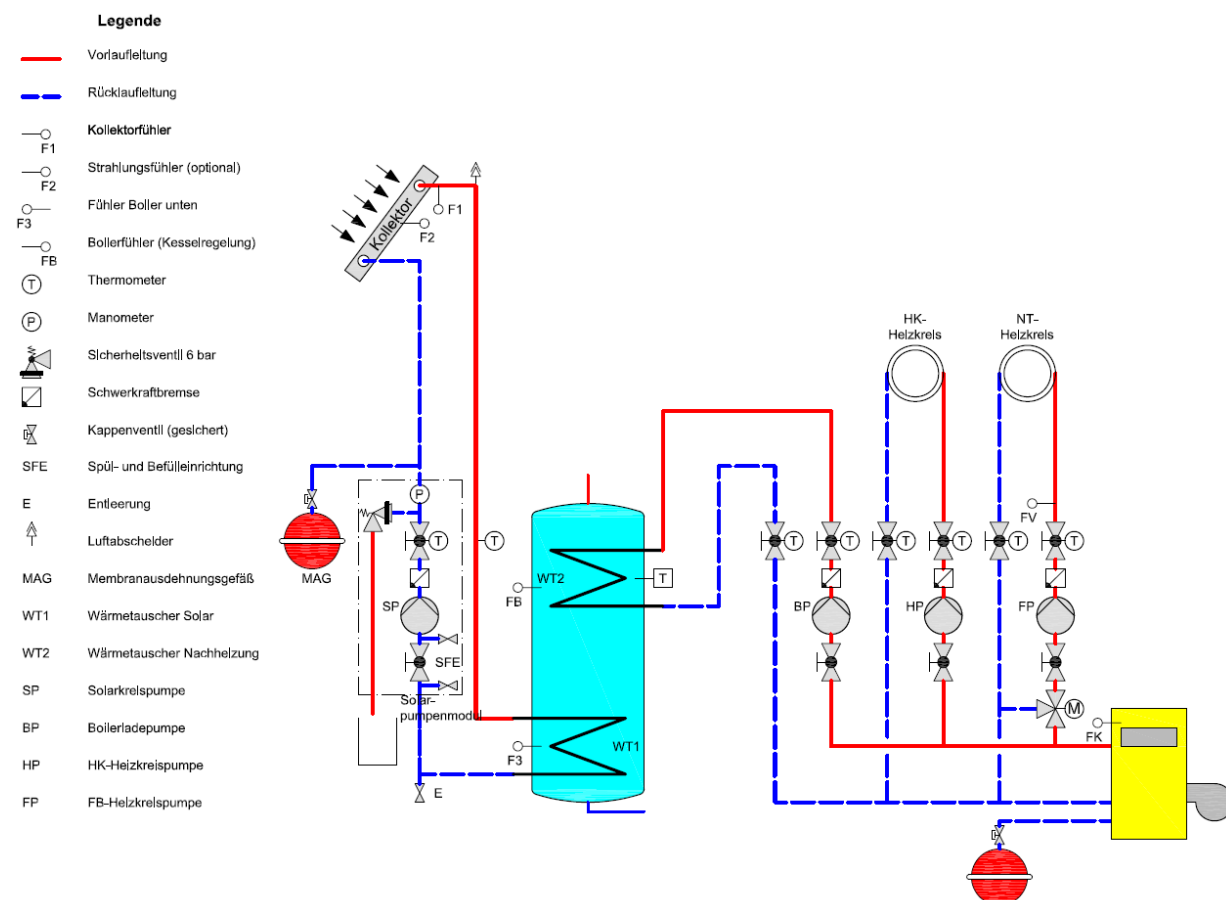 Legende
Vorlaufleitung
Rücklaufleitung
F1
Kollektorfühler
F2
Strahlungsfühler (optional)
F3
Fühler Boiler unten
FB
Boilerfühler (Kesselregelung)
T
Thermometer
P
Manometer
Sicherheitsventil 6 bar
Schwerkraftbremse
Kappenventil (gesichert)
SFE
Spül- und Befülleinrichtung
E
Entleerung
Luftabscheider
MAG
Membranausdehnungsgefäß
WT1
Wärmetauscher Solar
WT2
Wärmetauscher Nachheizung
SP
Solarkreispumpe
BP
Boilerladepumpe
HP
HK-Heizkreispumpe
FP
FB-Heizkreispumpe
Kollektor
F1
F2
P
T
T
SP
SFE
MAG
Solar-
pumpenmodul
E
WT2
FB
T
WT1
F3
HK-
Heizkreis
NT-
Heizkreis
FV
T
T
T
T
T
T
BP
HP
FP
M
FK